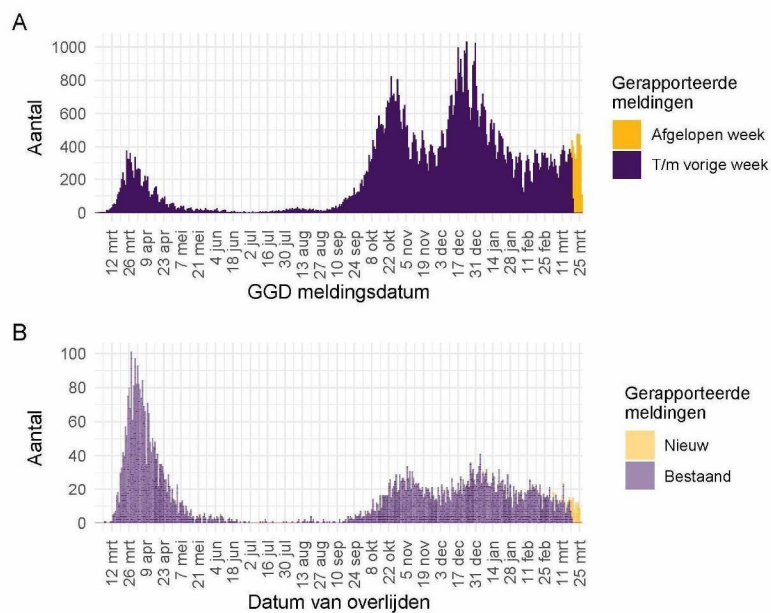 A
Aantal
1000
800
600
400
200
0
12 mrt
26 mrt
9 apr
23 apr
7 mei
21 mei
4 jun
18 jun
2 jul
16 jul
30 jul
13 aug
27 aug
10 sep
24 sep
8 okt
22 okt
5 nov
19 nov
3 dec
17 dec
31 dec
14 jan
28 jan
11 feb
25 feb
11 mrt
25 mrt
GGD meldingsdatum
Gerapporteerde
meldingen
Afgelopen week
T/m vorige week
B
Aantal
100
80
60
40
20
0
12 mrt
26 mrt
9 apr
23 apr
7 mei
21 mei
4 jun
18 jun
2 jul
16 jul
30 jul
13 aug
27 aug
10 sep
24 sep
8 okt
22 okt
5 nov
19 nov
3 dec
17 dec
31 dec
14 jan
28 jan
11 feb
25 feb
11 mrt
25 mrt
Datum van overlijden
Gerapporteerde
meldingen
Nieuw
Bestaand